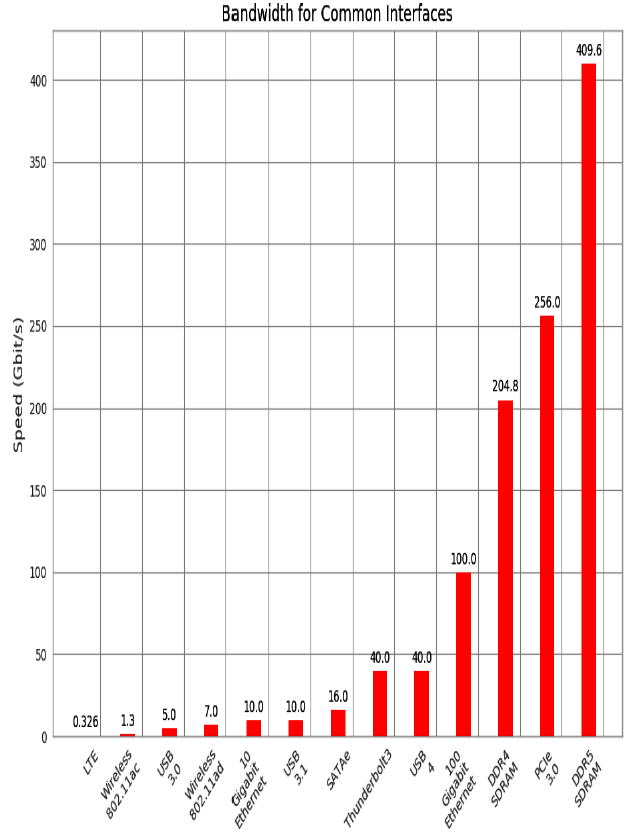 Bandwidth for Common Interfaces
Speed (Gbit/s)
400
350
300
250
200
150
100
50
0
0.326
1.3
5.0
7.0
10.0
10.0
16.0
40.0
40.0
100.0
204.8
256.0
409.6
LTE
Wireless
802.11ac
USB
3.0
Wireless
802.11ad
10
Gigabit
Ethernet
USB
3.1
SATAe
Thunderbolt3
USB
4
100
Gigabit
Ethernet
DDR4
SDRAM
PCIe
3.0
DDR5
SDRAM